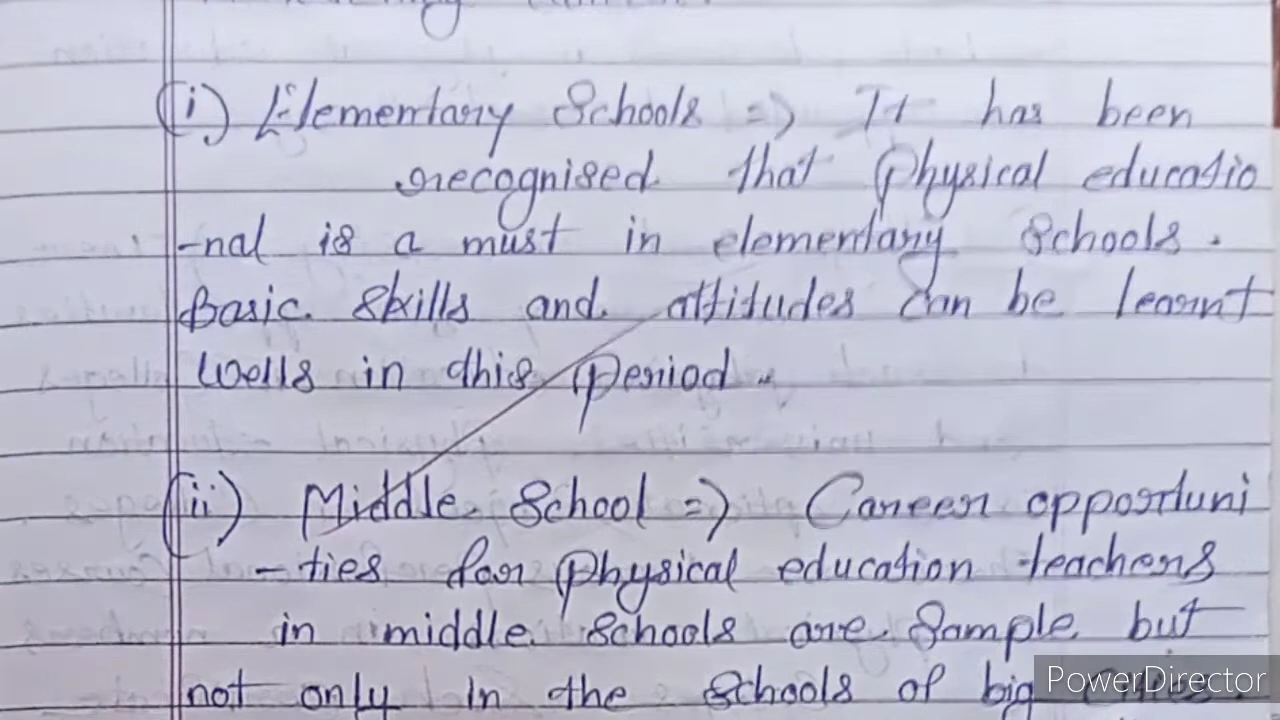 (i) Elementary Schools => It has been
recognised that physical educatio
-nal is a must in elementary Schools.
Basic skills and attitudes can be learnt
wells in this period.
(ii) Middle School => Career opportuni
-ties for physical education teachers
in middle schools are Sample but
not only in the schools of big
PowerDirector